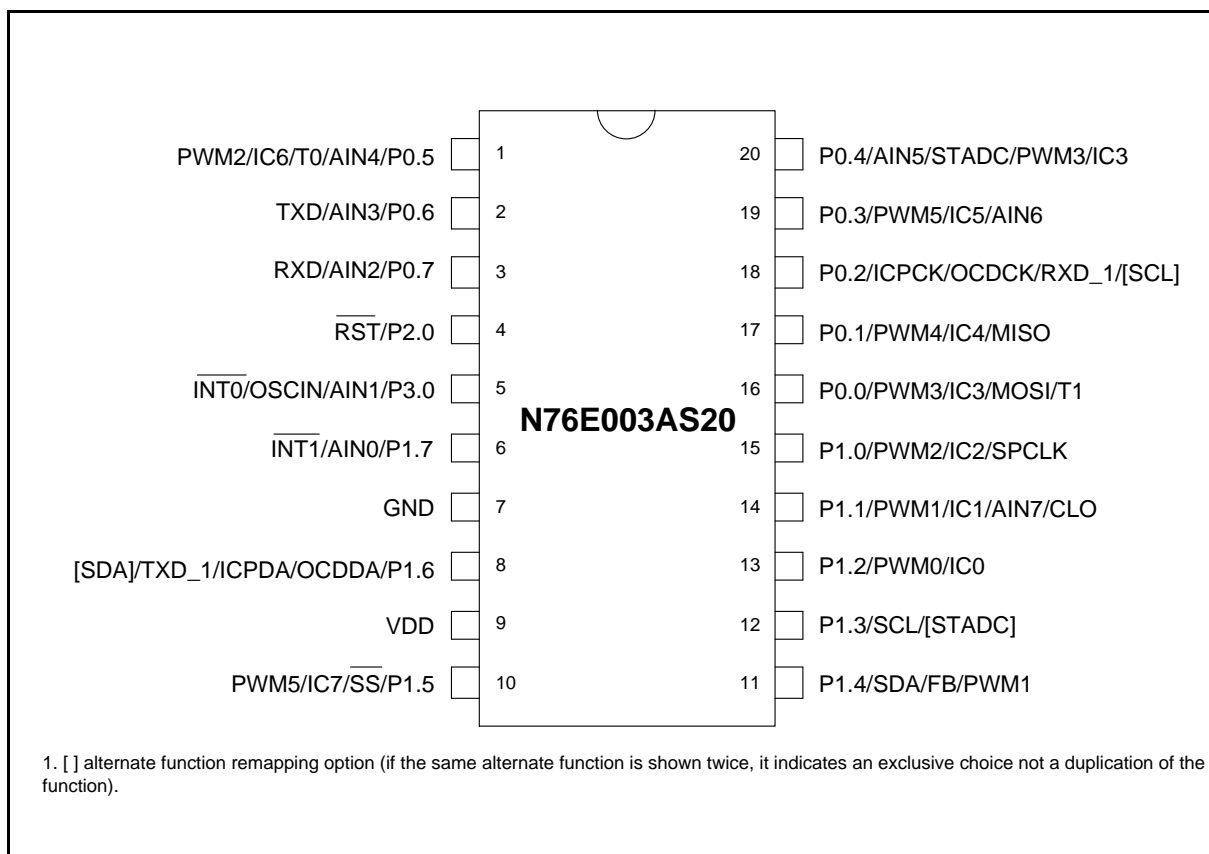 PWM2/IC6/T0/AIN4/P0.5 1 20 P0.4/AIN5/STADC/PWM3/IC3
TXD/AIN3/P0.6 2 19 P0.3/PWM5/IC5/AIN6
RXD/AIN2/P0.7 3 18 P0.2/ICPCK/OCDCK/RXD_1/[SCL]
RST/P2.0 4 17 P0.1/PWM4/IC4/MISO
INT0/OSCIN/AIN1/P3.0 5 16 P0.0/PWM3/IC3/MOSI/T1
N76E003AS20
INT1/AIN0/P1.7 6 15 P1.0/PWM2/IC2/SPCLK
GND 7 14 P1.1/PWM1/IC1/AIN7/CLO
[SDA]/TXD_1/ICPDA/OCDDA/P1.6 8 13 P1.2/PWM0/IC0
VDD 9 12 P1.3/SCL/[STADC]
PWM5/IC7/SS/P1.5 10 11 P1.4/SDA/FB/PWM1
1. [ ] alternate function remapping option (if the same alternate function is shown twice, it indicates an exclusive choice not a duplication of the
function).